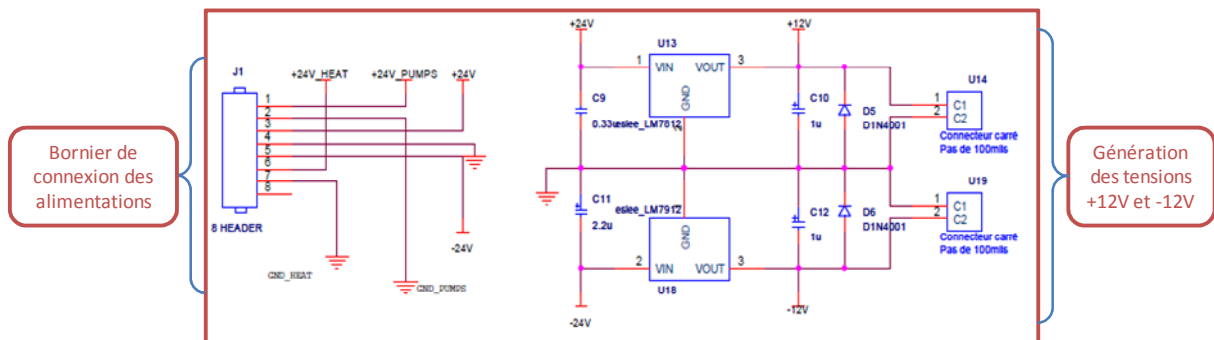 Bornier de
connexion des
alimentations
J1
+24V_HEAT
+24V_PUMPS
+24V
1
2
3
4
5
6
7
8
8 HEADER
GND_HEAT
GND_PUMPS
-24V
+24V
U13
+12V
1
VIN
VOUT
3
GND
C9
0.33u
eslee_LM7812
C10
1u
D5
D1N4001
U14
1
2
C1
C2
Connecteur carré
Pas de 100mils
C11
2.2u
eslee_LM7912
GND
2
VIN
VOUT
3
U18
C12
1u
D6
D1N4001
U19
1
2
C1
C2
Connecteur carré
Pas de 100mils
-24V
-12V
Génération
des tensions
+12V et -12V